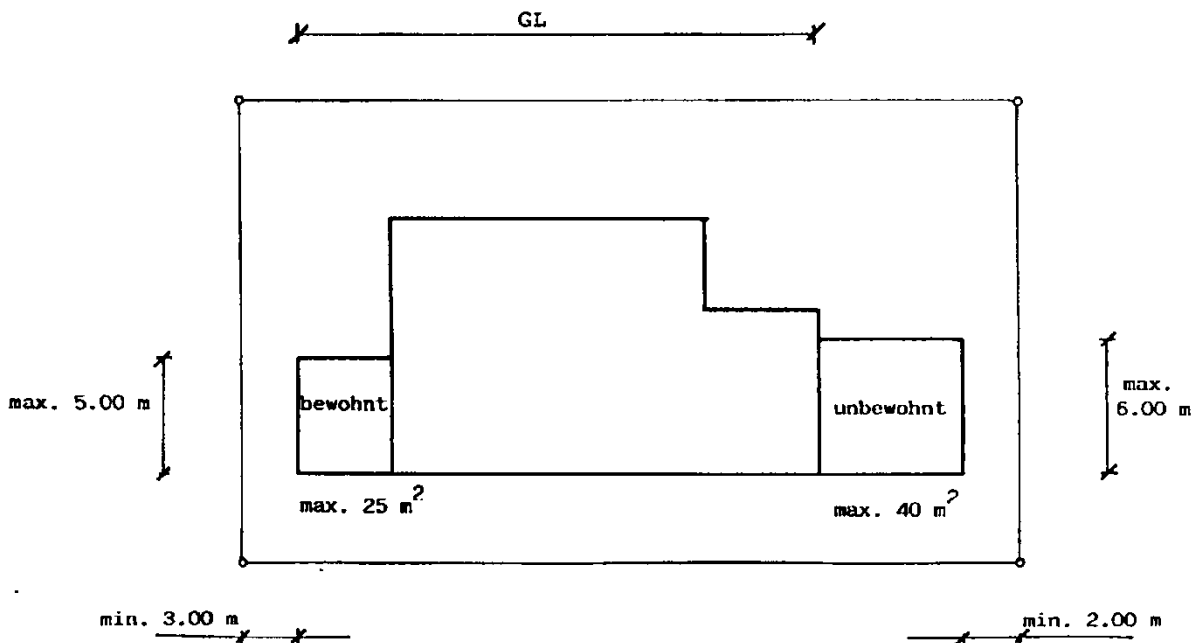 GL
max. 5.00 m
bewohnt
unbewohnt
max.
6.00 m
max. 25 m²
max. 40 m²
min. 3.00 m
min. 2.00 m